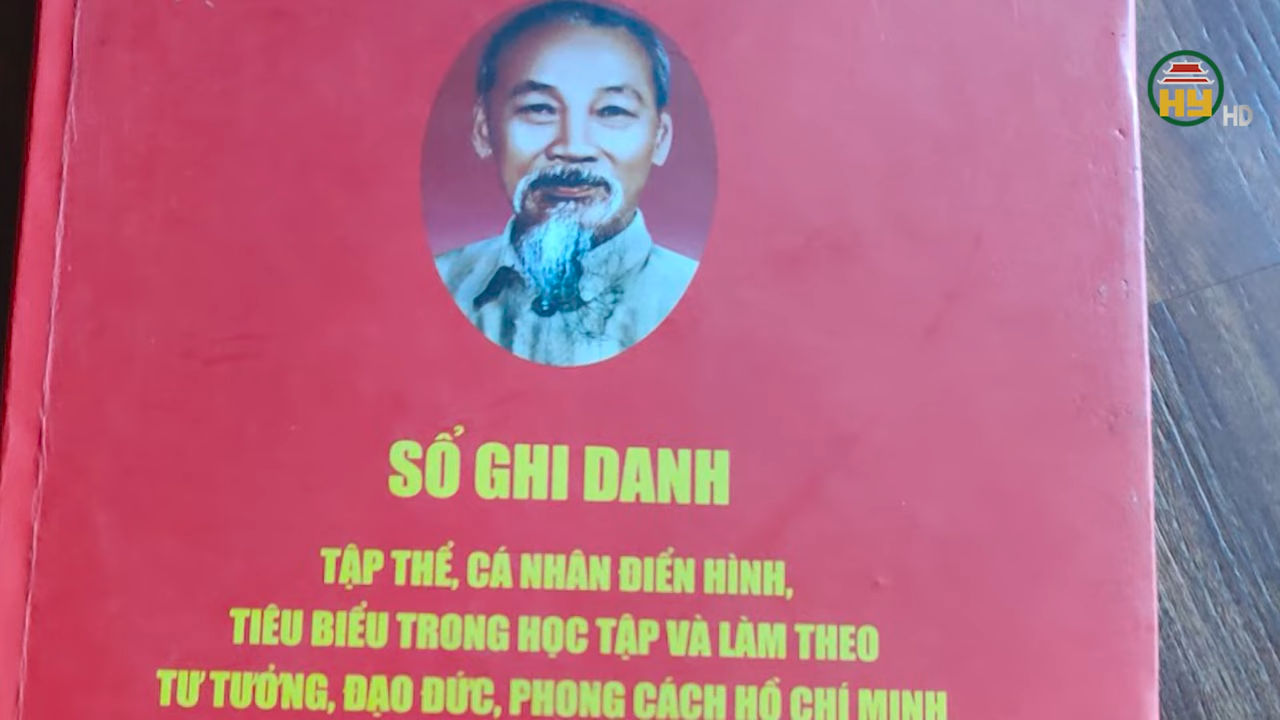 HY HD
SỔ GHI DANH
TẬP THỂ, CÁ NHÂN ĐIỂN HÌNH,
TIÊU BIỂU TRONG HỌC TẬP VÀ LÀM THEO
TƯ TƯỞNG, ĐẠO ĐỨC, PHONG CÁCH HỒ CHÍ MINH